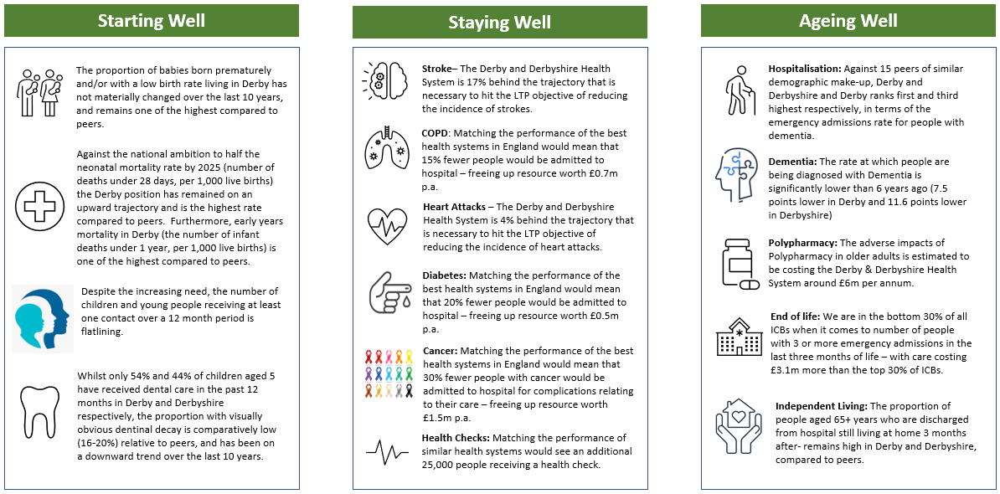 Starting Well
The proportion of babies born prematurely
and/or with a low birth rate living in Derby has
not materially changed over the last 10 years,
and remains one of the highest compared to
peers.
Against the national ambition to half the
neonatal mortality rate by 2025 (number of
deaths under 28 days, per 1,000 live births)
the Derby position has remained on an
upward trajectory and is the highest rate
compared to peers.  Furthermore, early years
mortality in Derby (the number of infant
deaths under 1 year, per 1,000 live births) is
one of the highest compared to peers.
Despite the increasing need, the number of
children and young people receiving at least
one contact over a 12 month period is
flatlining.
Whilst only 54% and 44% of children aged 5
have received dental care in the past 12
months in Derby and Derbyshire
respectively, the proportion with visually
obvious dentinal decay is comparatively low
(16-20%) relative to peers, and has been on
a downward trend over the last 10 years.
Staying Well
Stroke– The Derby and Derbyshire Health
System is 17% behind the trajectory that is
necessary to hit the LTP objective of reducing
the incidence of strokes.
COPD: Matching the performance of the best
health systems in England would mean that
15% fewer people would be admitted to
hospital – freeing up resource worth £0.7m
p.a.
Heart Attacks – The Derby and Derbyshire
Health System is 4% behind the trajectory that
is necessary to hit the LTP objective of
reducing the incidence of heart attacks.
Diabetes: Matching the performance of the
best health systems in England would mean
that 20% fewer people would be admitted to
hospital – freeing up resource worth £0.5m
p.a.
Cancer: Matching the performance of the best
health systems in England would mean that
30% fewer people with cancer would be
admitted to hospital for complications relating
to their care – freeing up resource worth
£1.5m p.a.
Health Checks: Matching the performance of
similar health systems would see an additional
25,000 people receiving a health check.
Ageing Well
Hospitalisation: Against 15 peers of similar
demographic make-up, Derby and
Derbyshire and Derby ranks first and third
highest respectively, in terms of the
emergency admissions rate for people with
dementia.
Dementia: The rate at which people are
being diagnosed with Dementia is
significantly lower than 6 years ago (7.5
points lower in Derby and 11.6 points lower
in Derbyshire)
Polypharmacy: The adverse impacts of
Polypharmacy in older adults is estimated to
be costing the Derby & Derbyshire Health
System around £6m per annum.
End of life: We are in the bottom 30% of all
ICBs when it comes to number of people
with 3 or more emergency admissions in the
last three months of life – with care costing
£3.1m more than the top 30% of ICBs.
Independent Living: The proportion of
people aged 65+ years who are discharged
from hospital still living at home 3 months
after- remains high in Derby and Derbyshire,
compared to peers.